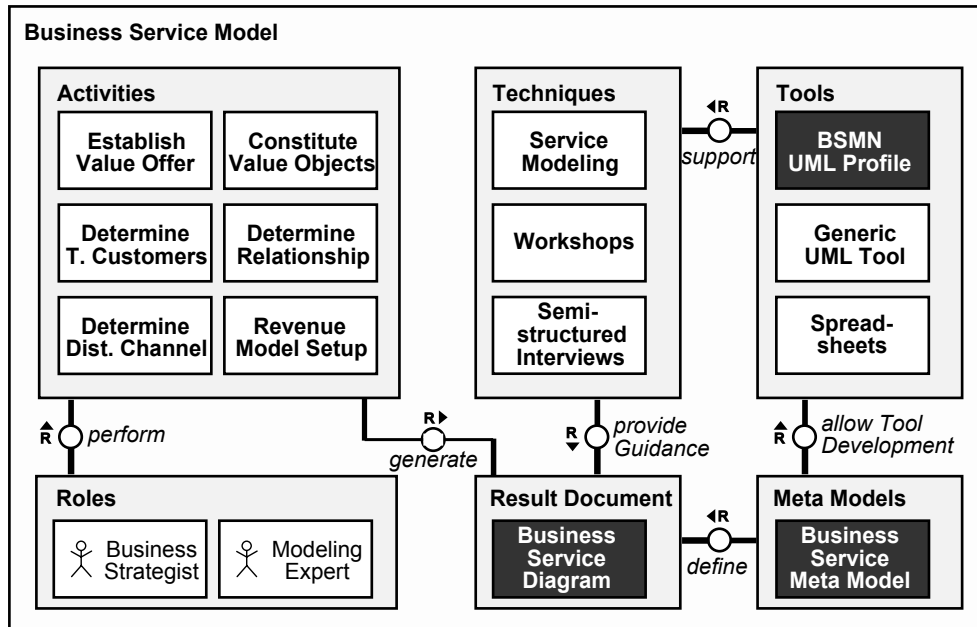 Business Service Model
Activities
Establish
Value Offer
Constitute
Value Objects
Determine
T. Customers
Determine
Relationship
Determine
Dist. Channel
Revenue
Model Setup
Techniques
Service
Modeling
Workshops
Semi-
structured
Interviews
R
support
Tools
BSMN
UML Profile
Generic
UML Tool
Spread-
sheets
R
perform
R
generate
R
provide
Guidance
R
allow Tool
Development
Roles
Business
Strategist
Modeling
Expert
Result Document
Business
Service
Diagram
R
define
Meta Models
Business
Service
Meta Model